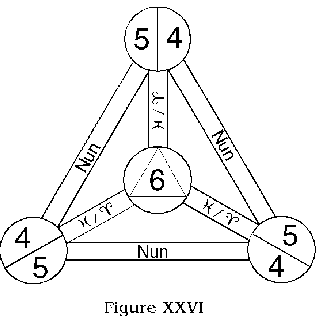 5 4
♓ / ♈
Nun Nun
6
♓ / ♈ ♓ / ♈
4 5
5 4
Nun
Figure XXVI